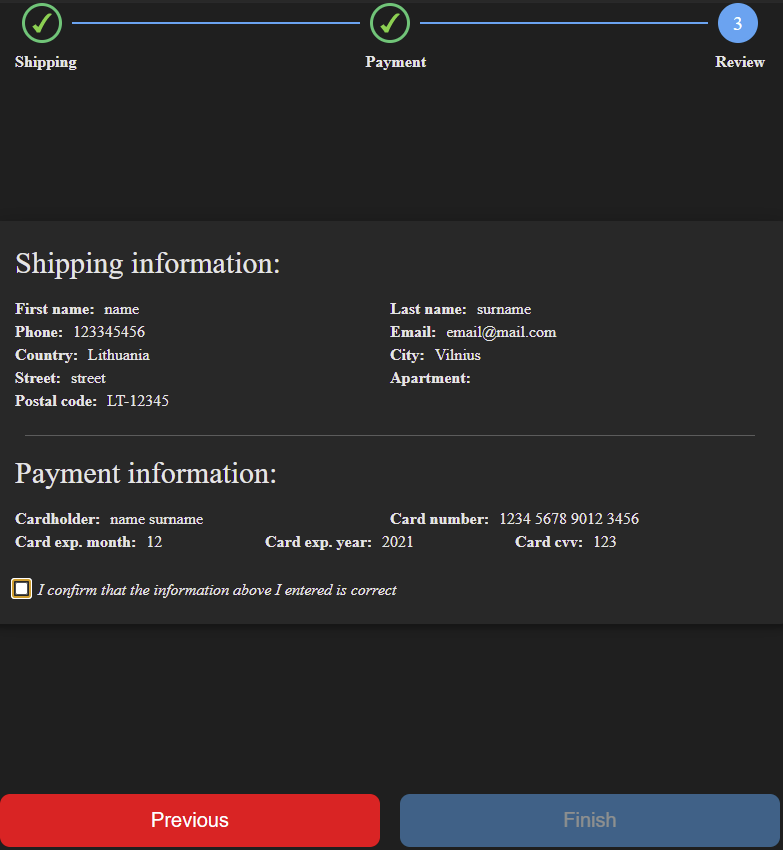 3
Shipping Payment Review
Shipping information:
First name: name Last name: surname
Phone: 123345456 Email: email@mail.com
Country: Lithuania City: Vilnius
Street: street Apartment:
Postal code: LT-12345
Payment information:
Cardholder: name surname Card number: 1234 5678 9012 3456
Card exp. month: 12 Card exp. year: 2021 Card cvv: 123
I confirm that the information above I entered is correct
Previous Finish